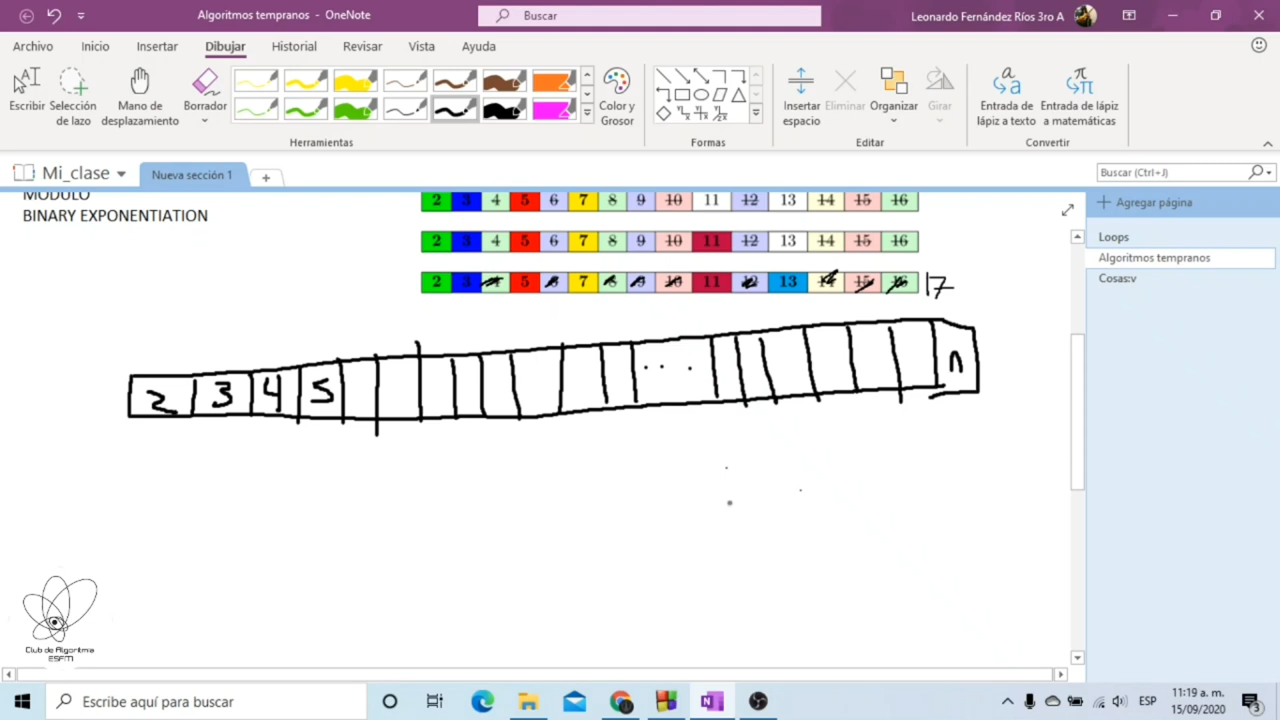 Algoritmos tempranos - OneNote
Buscar
Leonardo Fernández Ríos 3ro A
Archivo Inicio Insertar Dibujar Historial Revisar Vista Ayuda
Escribir
Selección de lazo
Mano de desplazamiento
Borrador
Color y Grosor
Insertar espacio
Eliminar
Organizar
Girar
Entrada de lápiz a texto
Entrada de lápiz a matemáticas
Herramientas Formas Editar Convertir
Mi_clase
Nueva sección 1
Buscar (Ctrl+J)
MODULO
BINARY EXPONENTIATION
2 3 4 5 6 7 8 9 10 11 12 13 14 15 16
2 3 4 5 6 7 8 9 10 11 12 13 14 15 16
2 3 4 5 6 7 8 9 10 11 12 13 14 15 16 17
2 3 4 5 ... n
Agregar página
Loops
Algoritmos tempranos
Cosas:v
Club de Algoritmia
ESFM
Escribe aquí para buscar
ESP
11:19 a. m.
15/09/2020
3